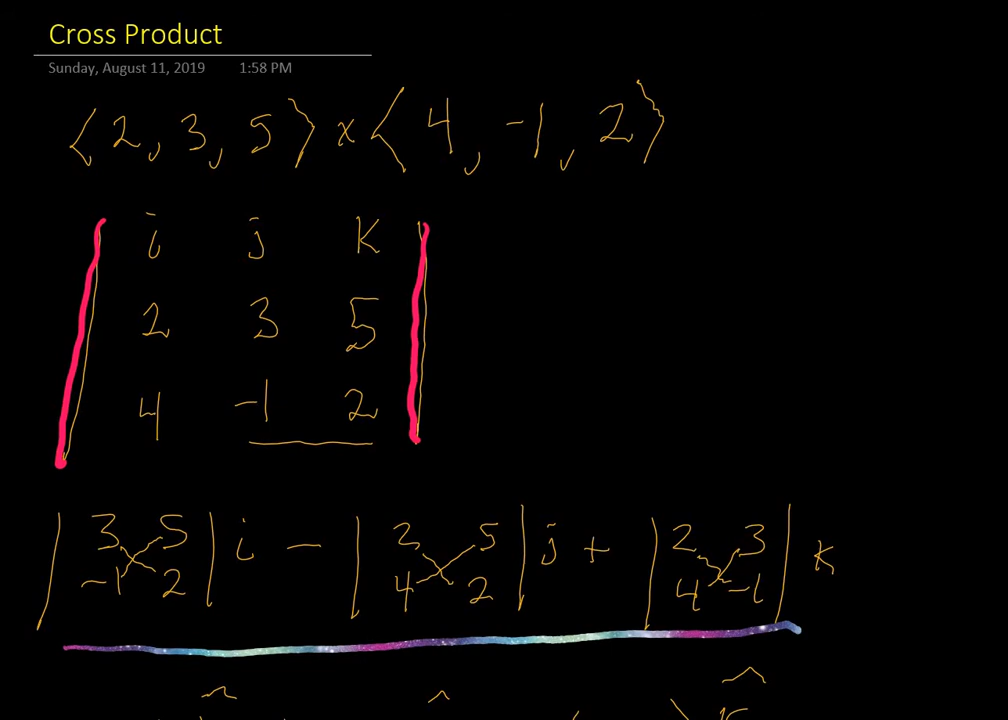 Cross Product
Sunday, August 11, 2019 1:58 PM
⟨2, 3, 5⟩ x ⟨4, -1, 2⟩
| i j k |
| 2 3 5 |
| 4 -1 2 |
| 3 5 | i - | 2 5 | j + | 2 3 | k
| -1 2 | | 4 2 | | 4 -1 |